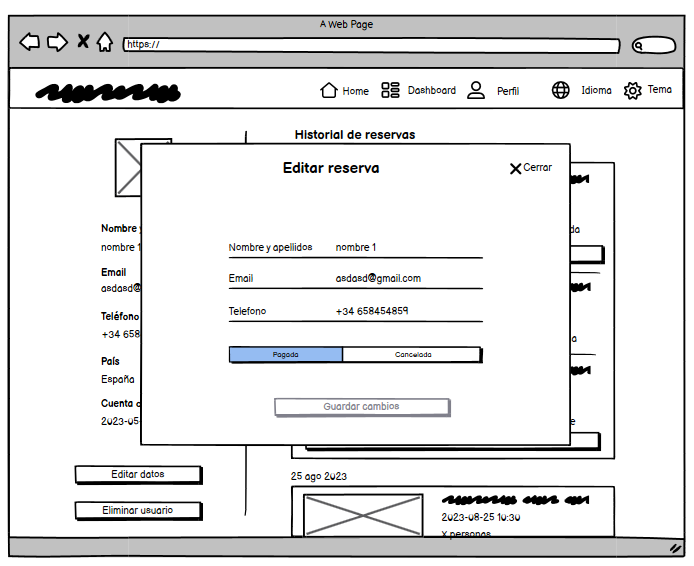 A Web Page
https://
Home Dashboard Perfil Idioma Tema
Historial de reservas
Editar reserva
Cerrar
Nombre y apellidos nombre 1
Email asdasd@gmail.com
Telefono +34 658454859
Pagada Cancelada
Guardar cambios
Nombre y
nombre 1
Email
asdasd@
Teléfono
+34 658
País
España
Cuenta c
2023-05-
Editar datos
Eliminar usuario
da
a
e
25 ago 2023
2023-08-25 10:30
X personas